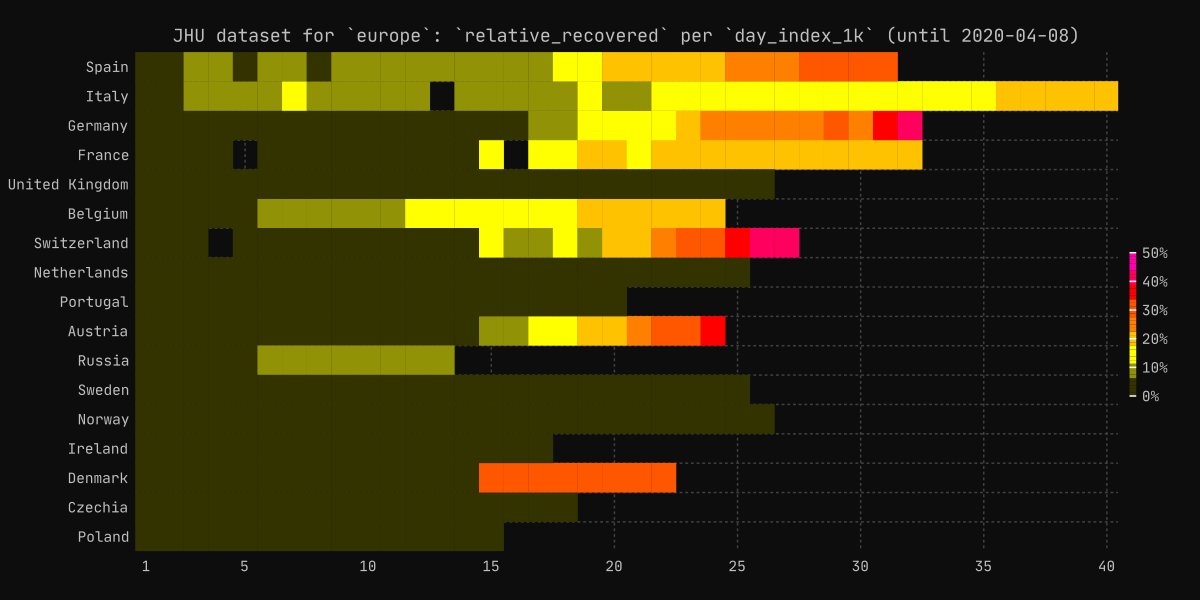 JHU dataset for `europe`: `relative_recovered` per `day_index_1k` (until 2020-04-08)
Spain
Italy
Germany
France
United Kingdom
Belgium
Switzerland
Netherlands
Portugal
Austria
Russia
Sweden
Norway
Ireland
Denmark
Czechia
Poland
1 5 10 15 20 25 30 35 40
50%
40%
30%
20%
10%
0%